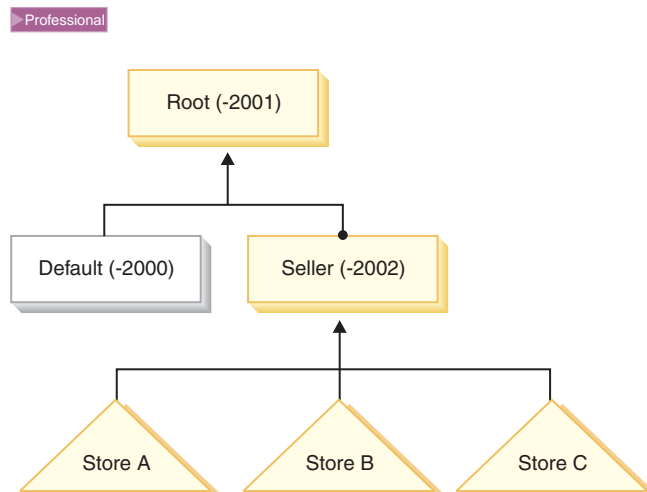 Professional
Root (-2001)
Default (-2000)
Seller (-2002)
Store A
Store B
Store C